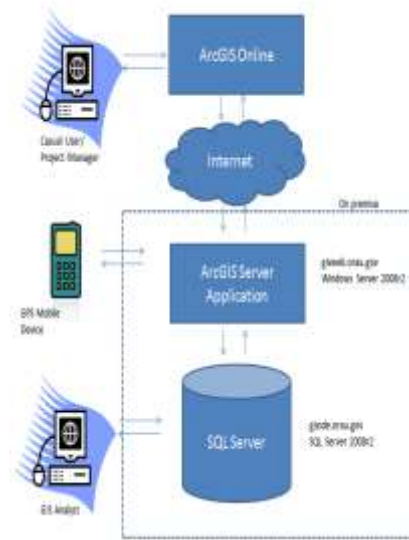 ArcGIS Online
Casual User/
Project Manager
Internet
On premise
ArcGIS Server
Application
Windows Server 2008r2
GPS Mobile
Device
SQL Server
SQL Server 2008r2
GIS Analyst